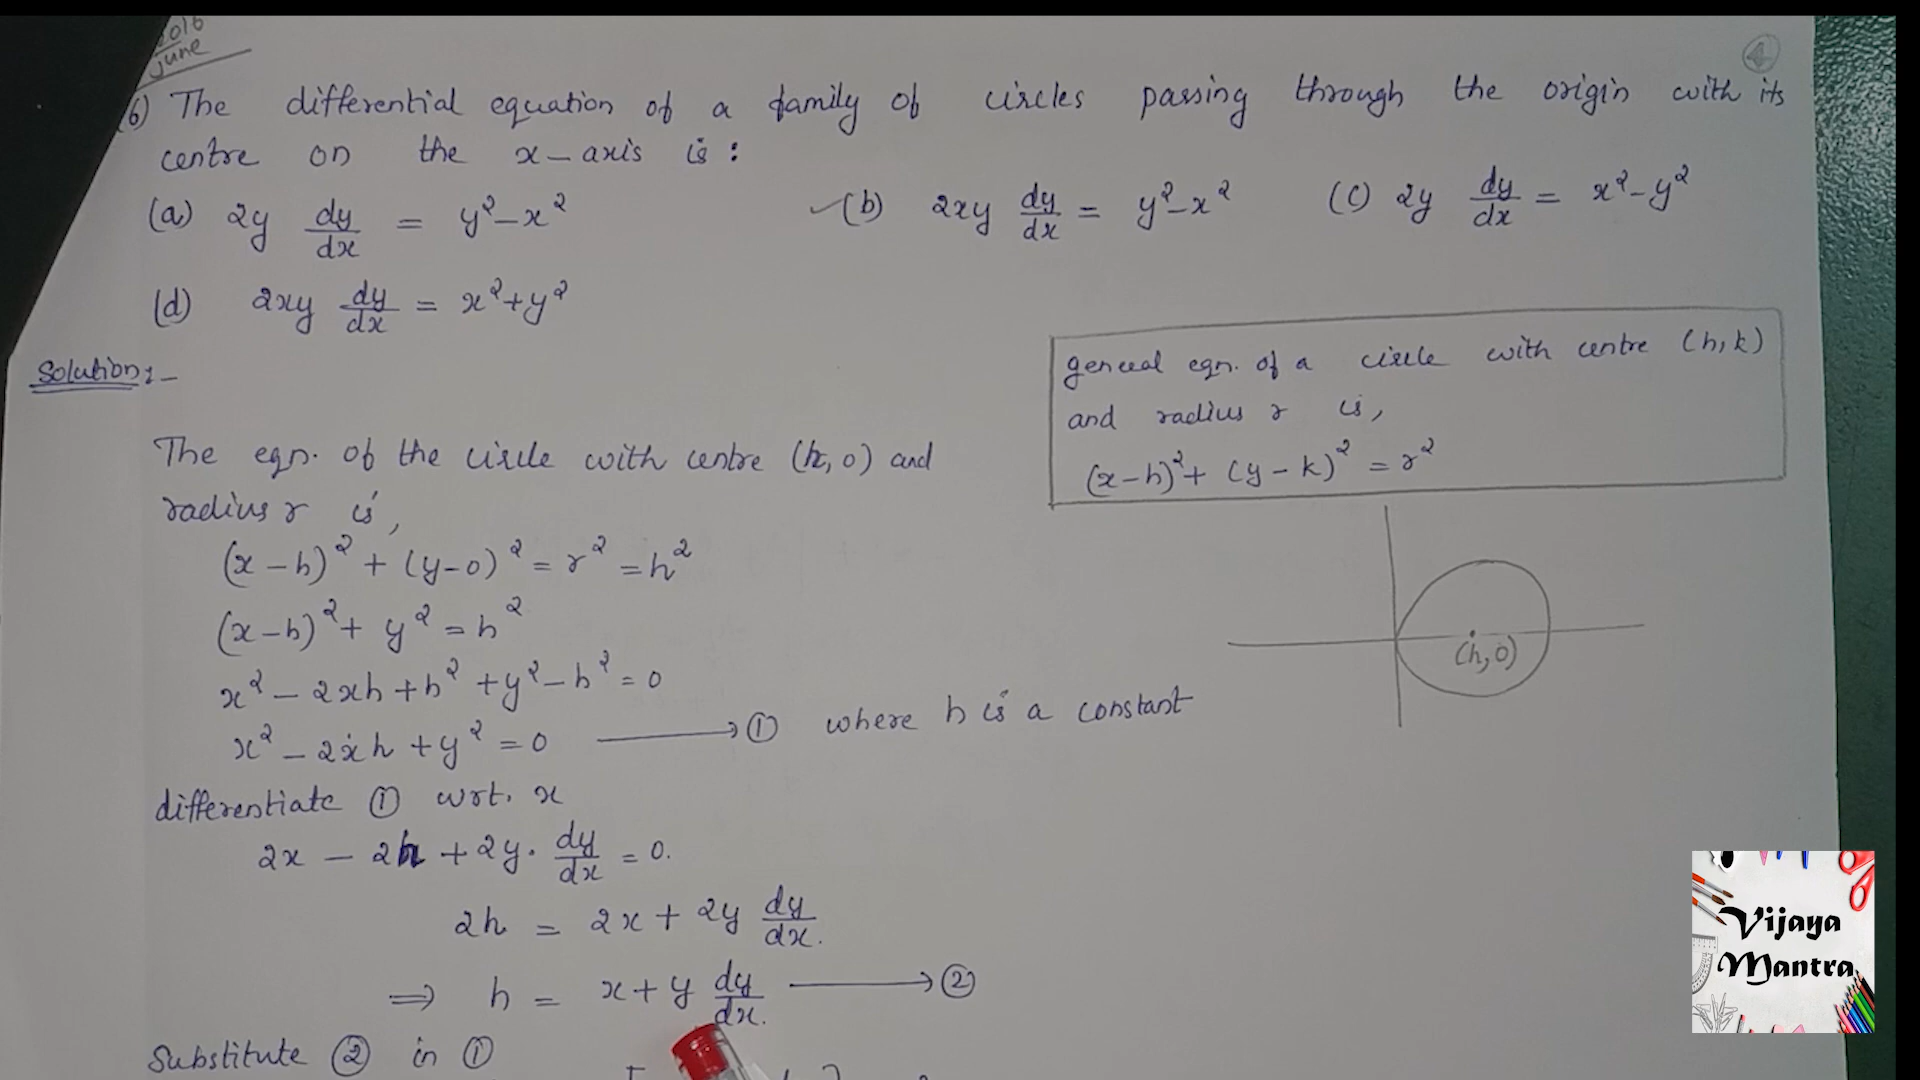 2016
June
4
6) The differential equation of a family of circles passing through the origin with its
centre on the x-axis is :
(a) 2y dy/dx = y²-x² (b) 2xy dy/dx = y²-x² (c) 2y dy/dx = x²-y²
(d) 2xy dy/dx = x²+y²
Solution:-
general eqn. of a circle with centre (h,k)
and radius r is,
(x-h)²+(y-k)² = r²
The eqn. of the circle with centre (h,0) and
radius r is,
(x-h)²+(y-0)² = r² = h²
(x-h)²+y² = h²
x²-2xh+h²+y²-h² = 0
x²-2xh+y² = 0 ⟶ ① where h is a constant
(h,0)
differentiate ① wrt. x
2x - 2h + 2y. dy/dx = 0.
2h = 2x + 2y dy/dx.
⇒ h = x+y dy/dx. ⟶ ②
Substitute ② in ①
Vijaya
Mantra